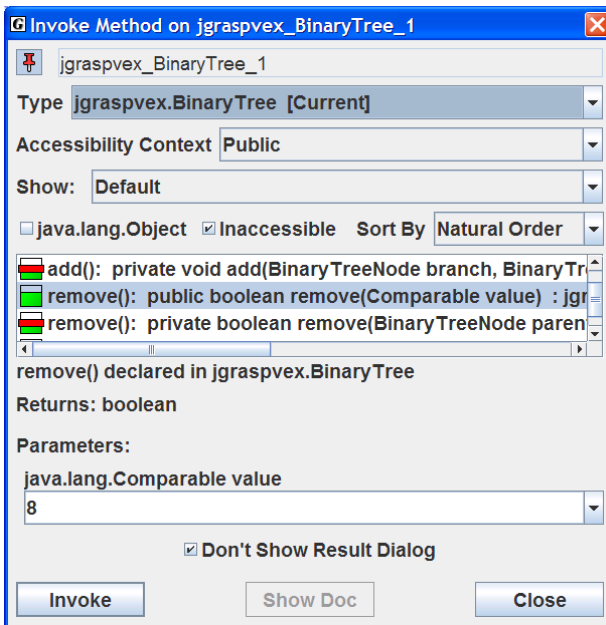 G Invoke Method on jgraspvex_BinaryTree_1
jgraspvex_BinaryTree_1
Type jgraspvex.BinaryTree [Current]
Accessibility Context Public
Show: Default
java.lang.Object Inaccessible Sort By Natural Order
add(): private void add(BinaryTreeNode branch, BinaryTr
remove(): public boolean remove(Comparable value) : jgr
remove(): private boolean remove(BinaryTreeNode paren
remove() declared in jgraspvex.BinaryTree
Returns: boolean
Parameters:
java.lang.Comparable value
8
Don't Show Result Dialog
Invoke Show Doc Close